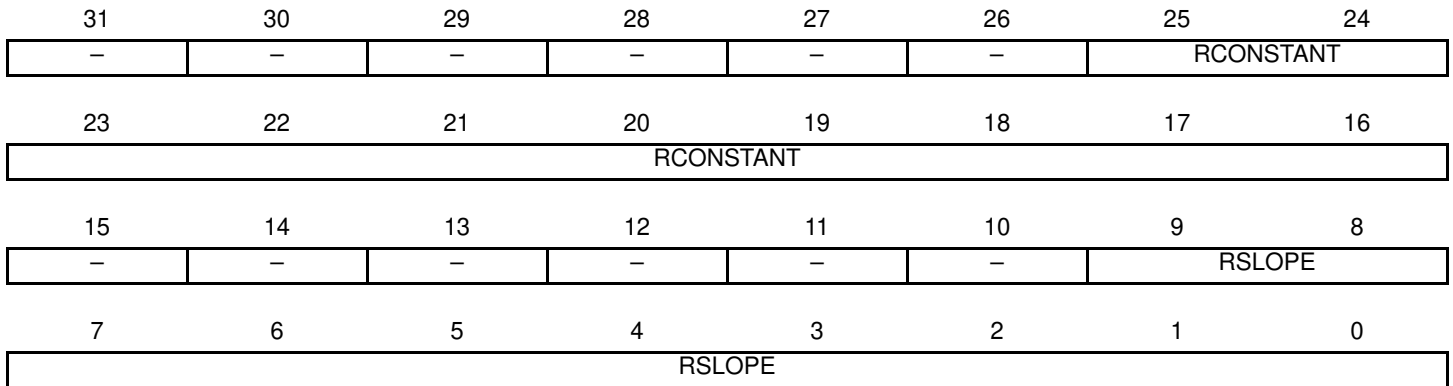 31 30 29 28 27 26 25 24
– – – – – – RCONSTANT
23 22 21 20 19 18 17 16
RCONSTANT
15 14 13 12 11 10 9 8
– – – – – – RSLOPE
7 6 5 4 3 2 1 0
RSLOPE